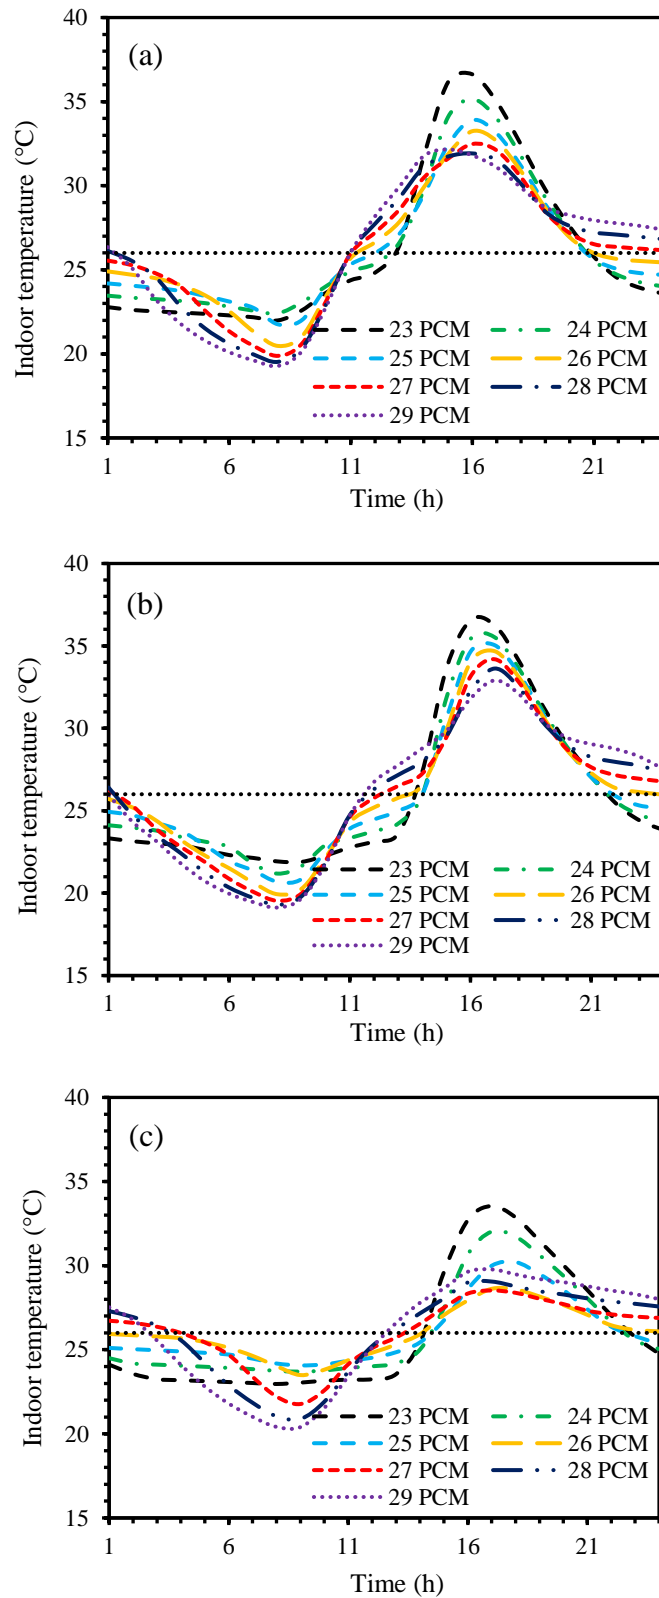 (a)
Indoor temperature (°C)
40
35
30
25
20
15
23 PCM 24 PCM
25 PCM 26 PCM
27 PCM 28 PCM
29 PCM
1 6 11 16 21
Time (h)
(b)
Indoor temperature (°C)
40
35
30
25
20
15
23 PCM 24 PCM
25 PCM 26 PCM
27 PCM 28 PCM
29 PCM
1 6 11 16 21
Time (h)
(c)
Indoor temperature (°C)
40
35
30
25
20
15
23 PCM 24 PCM
25 PCM 26 PCM
27 PCM 28 PCM
29 PCM
1 6 11 16 21
Time (h)